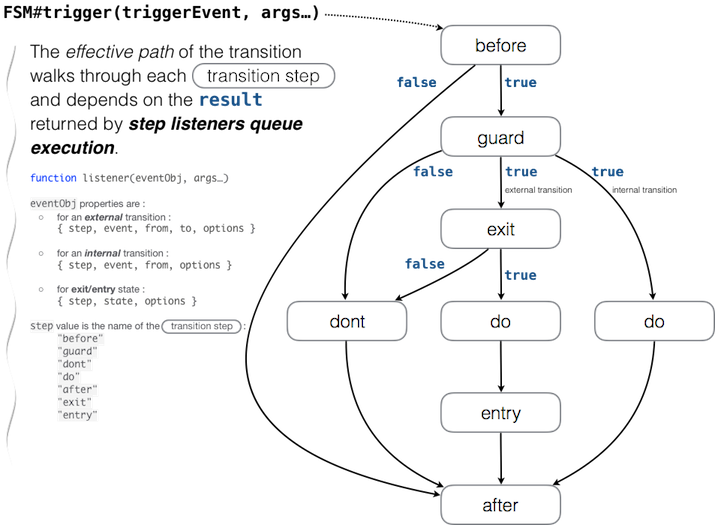 FSM#trigger(triggerEvent, args…)
The effective path of the transition
walks through each transition step
and depends on the result
returned by step listeners queue
execution.
function listener(eventObj, args…)
eventObj properties are :
○ for an external transition :
{ step, event, from, to, options }
○ for an internal transition :
{ step, event, from, options }
○ for exit/entry state :
{ step, state, options }
step value is the name of the transition step :
"before"
"guard"
"dont"
"do"
"after"
"exit"
"entry"
before
false true
guard
false true true
external transition internal transition
exit
false true
dont do do
entry
after